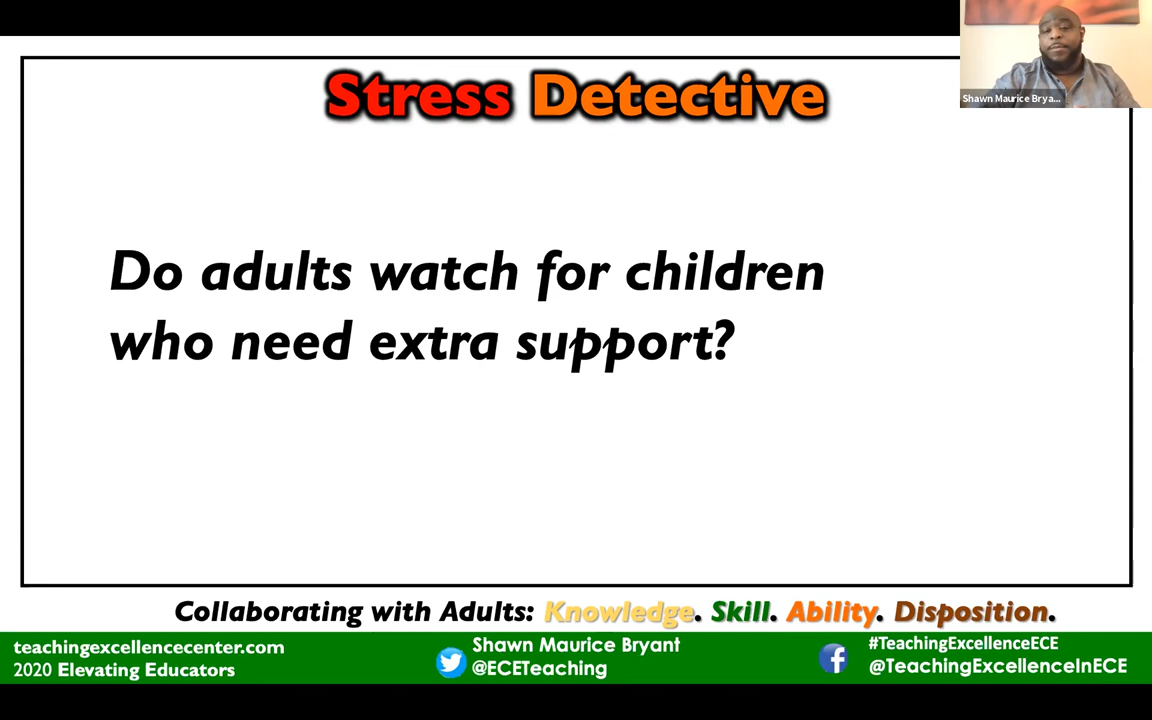 Stress Detective
Shawn Maurice Brya...
Do adults watch for children
who need extra support?
Collaborating with Adults: Knowledge. Skill. Ability. Disposition.
teachingexcellencecenter.com
2020 Elevating Educators
Shawn Maurice Bryant
@ECETeaching
#TeachingExcellenceECE
@TeachingExcellenceInECE